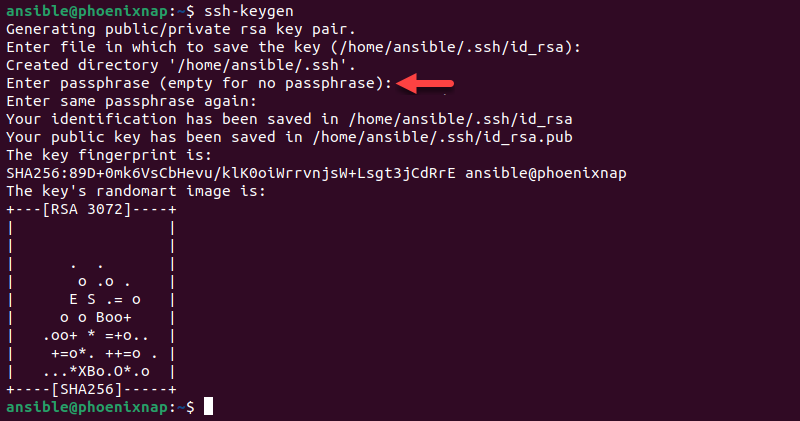 ansible@phoenixnap:~$ ssh-keygen
Generating public/private rsa key pair.
Enter file in which to save the key (/home/ansible/.ssh/id_rsa):
Created directory '/home/ansible/.ssh'.
Enter passphrase (empty for no passphrase):
Enter same passphrase again:
Your identification has been saved in /home/ansible/.ssh/id_rsa
Your public key has been saved in /home/ansible/.ssh/id_rsa.pub
The key fingerprint is:
SHA256:89D+0mk6VsCbHevu/klK0oiWrrvnjsW+Lsgt3jCdRrE ansible@phoenixnap
The key's randomart image is:
+---[RSA 3072]----+
|                 |
|                 |
|      .  .       |
|       o .o .    |
|      E S .= o   |
|     o o Boo+    |
|   .oo+ * =+o..  |
|    +=o*. ++=o . |
|   ...*XBo.O*.o  |
+----[SHA256]-----+
ansible@phoenixnap:~$